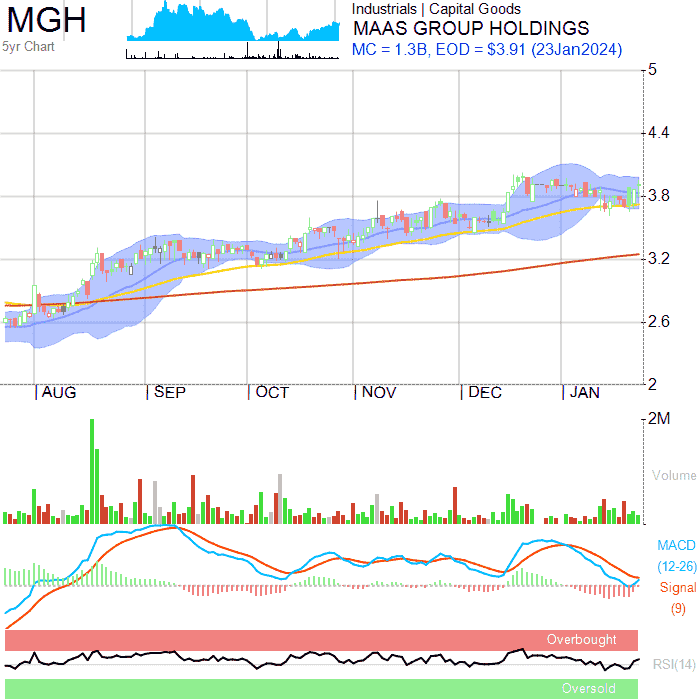 MGH
5yr Chart
Industrials | Capital Goods
MAAS GROUP HOLDINGS
MC = 1.3B, EOD = $3.91 (23Jan2024)
5
4.4
3.8
3.2
2.6
2
AUG SEP OCT NOV DEC JAN
2M
Volume
MACD
(12-26)
Signal
(9)
Overbought
RSI(14)
Oversold